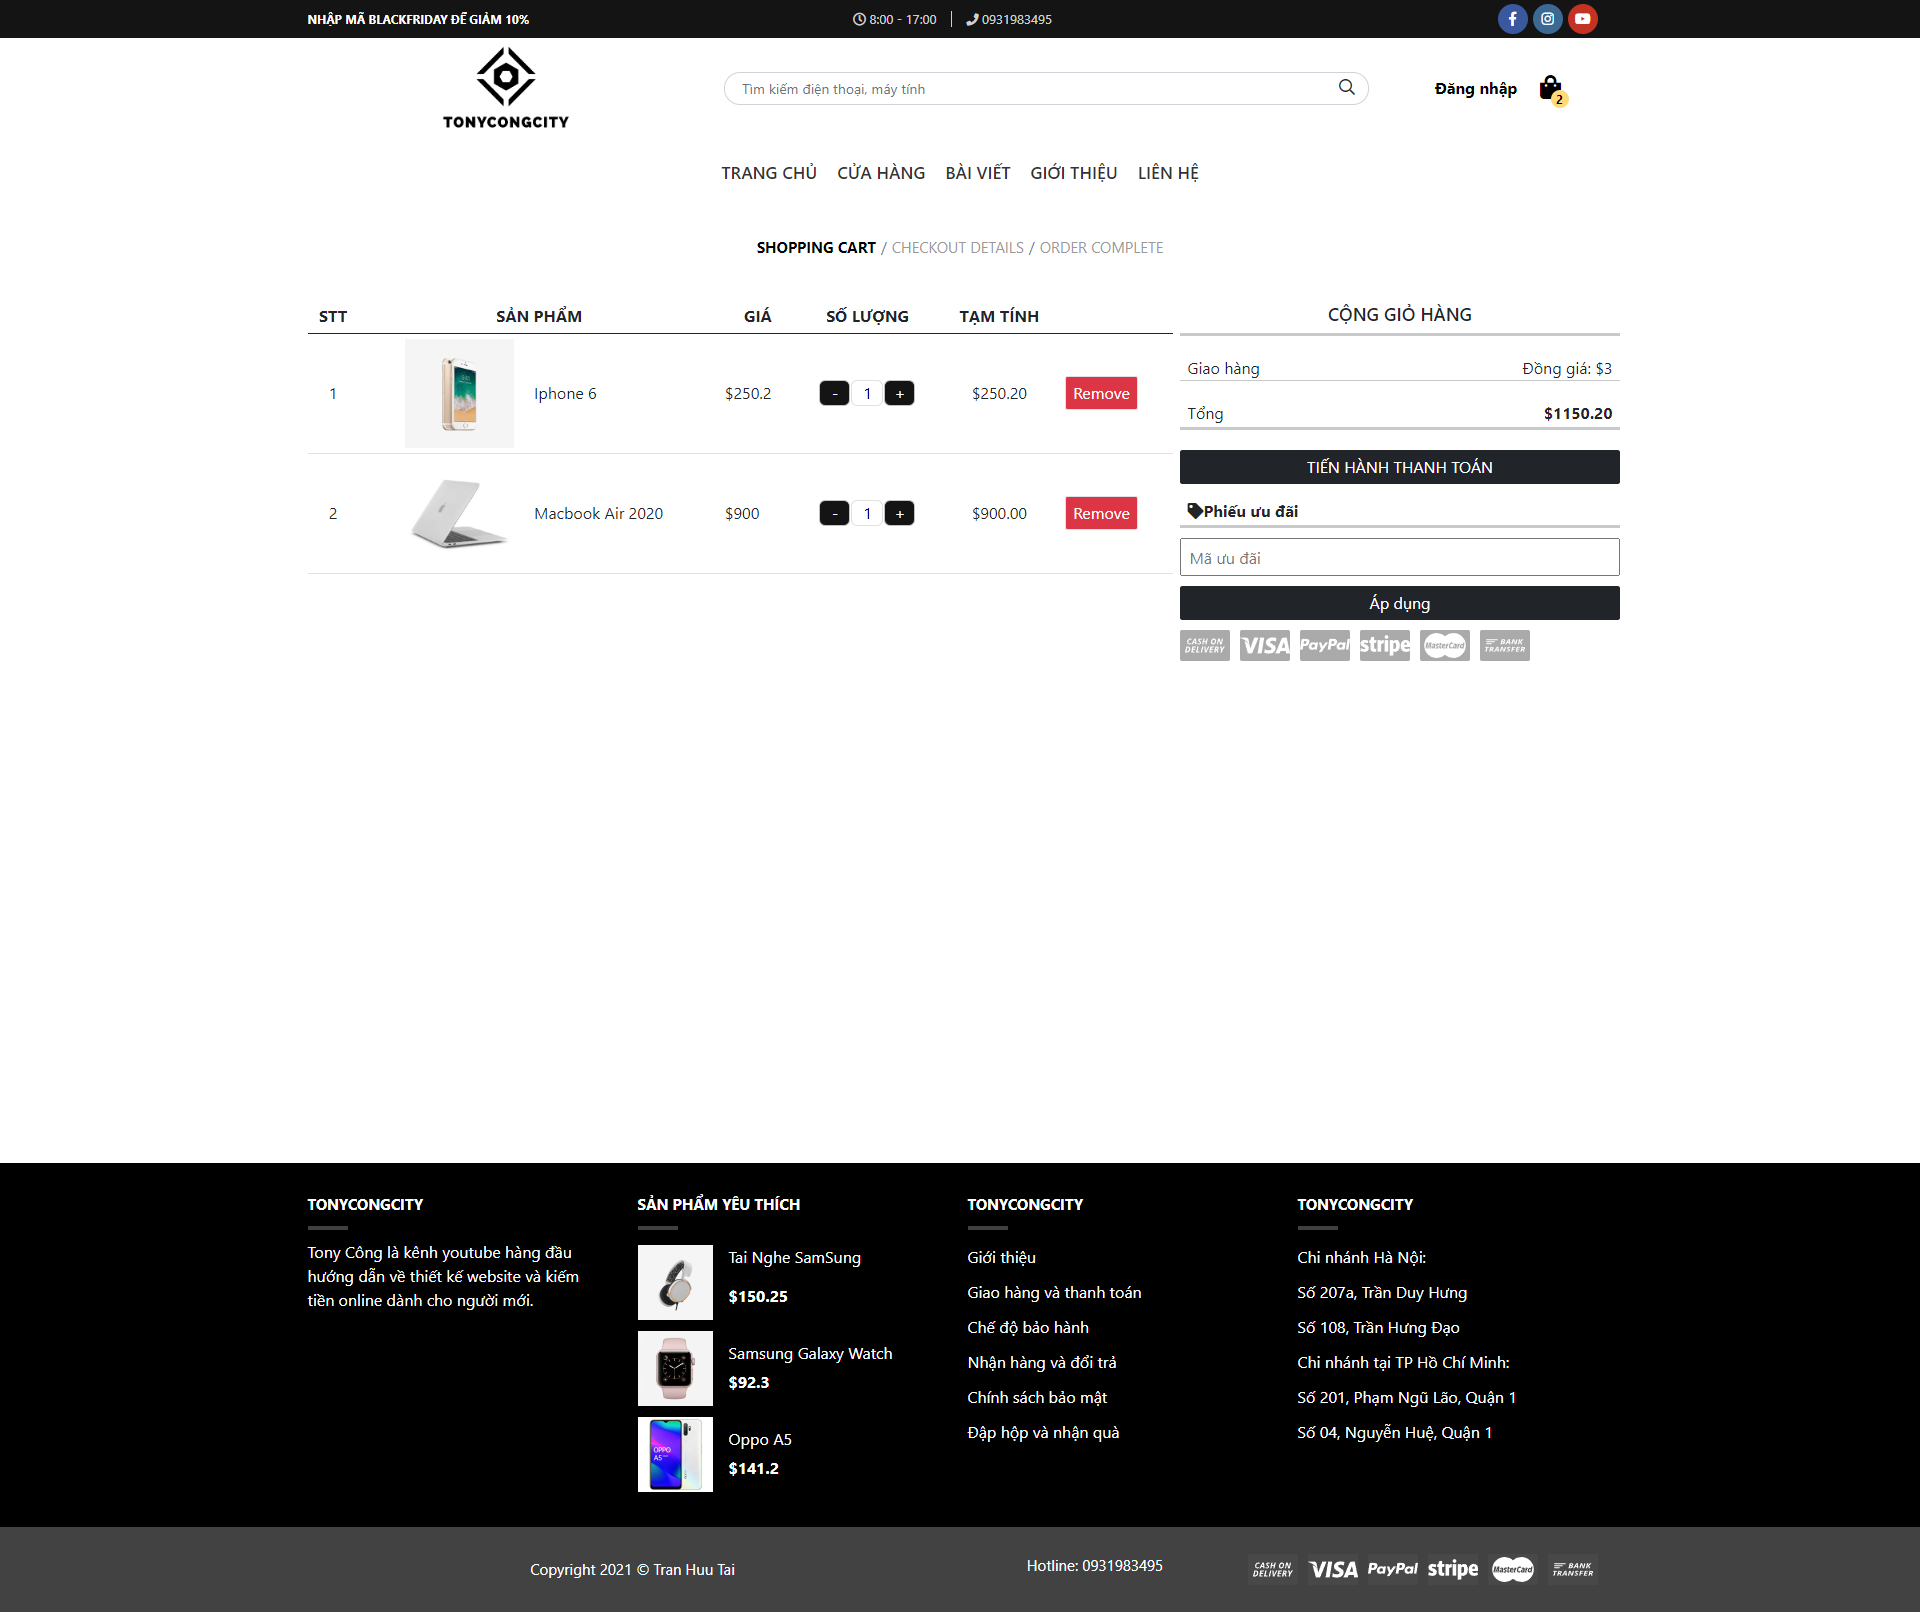 NHẬP MÃ BLACKFRIDAY ĐỂ GIẢM 10%
8:00 - 17:00
0931983495
TONYCONGCITY
Tìm kiếm điện thoại, máy tính
Đăng nhập
2
TRANG CHỦ CỬA HÀNG BÀI VIẾT GIỚI THIỆU LIÊN HỆ
SHOPPING CART / CHECKOUT DETAILS / ORDER COMPLETE
STT SẢN PHẨM GIÁ SỐ LƯỢNG TẠM TÍNH
1 Iphone 6 $250.2 - 1 + $250.20 Remove
2 Macbook Air 2020 $900 - 1 + $900.00 Remove
CỘNG GIỎ HÀNG
Giao hàng Đồng giá: $3
Tổng $1150.20
TIẾN HÀNH THANH TOÁN
Phiếu ưu đãi
Mã ưu đãi
Áp dụng
CASH ON DELIVERY VISA PayPal stripe MasterCard BANK TRANSFER
TONYCONGCITY
Tony Công là kênh youtube hàng đầu
hướng dẫn về thiết kế website và kiếm
tiền online dành cho người mới.
SẢN PHẨM YÊU THÍCH
Tai Nghe SamSung
$150.25
Samsung Galaxy Watch
$92.3
OPPO
A5
Oppo A5
$141.2
TONYCONGCITY
Giới thiệu
Giao hàng và thanh toán
Chế độ bảo hành
Nhận hàng và đổi trả
Chính sách bảo mật
Đập hộp và nhận quà
TONYCONGCITY
Chi nhánh Hà Nội:
Số 207a, Trần Duy Hưng
Số 108, Trần Hưng Đạo
Chi nhánh tại TP Hồ Chí Minh:
Số 201, Phạm Ngũ Lão, Quận 1
Số 04, Nguyễn Huệ, Quận 1
Copyright 2021 © Tran Huu Tai
Hotline: 0931983495
CASH ON DELIVERY VISA PayPal stripe MasterCard BANK TRANSFER